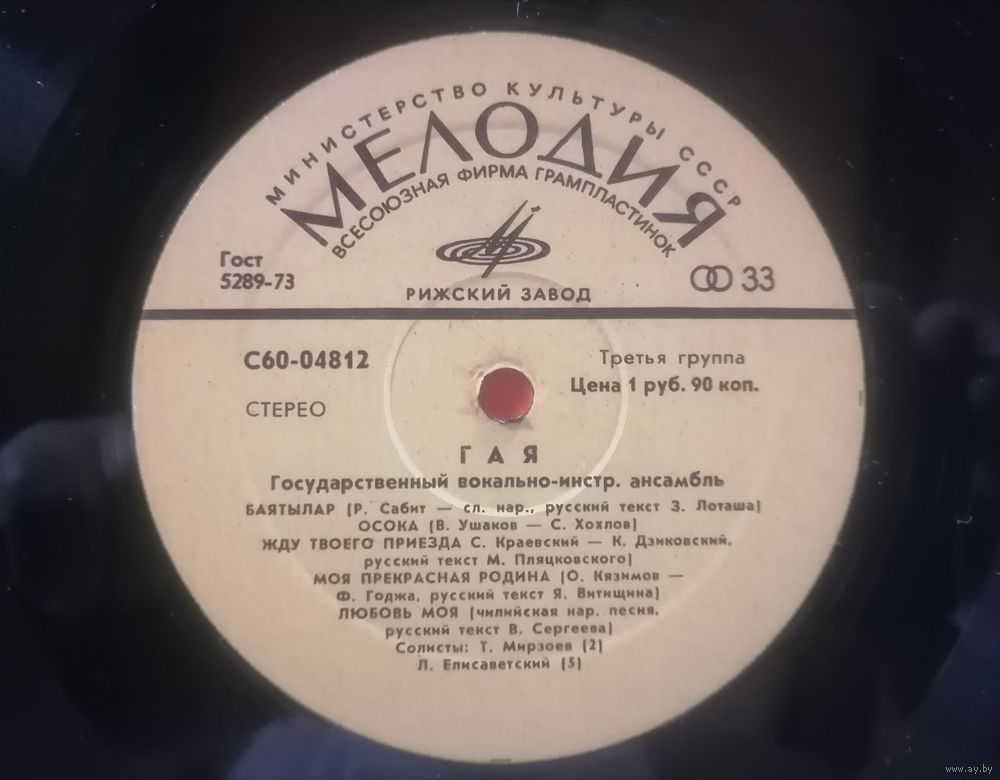 МИНИСТЕРСТВО КУЛЬТУРЫ СССР
МЕЛОДИЯ
ВСЕСОЮЗНАЯ ФИРМА ГРАМПЛАСТИНОК
Гост
5289-73
33
РИЖСКИЙ ЗАВОД
С60-04812
Третья группа
Цена 1 руб. 90 коп.
СТЕРЕО
ГАЯ
Государственный вокально-инстр. ансамбль
БАЯТЫЛАР (Р. Сабит — сл. нар., русский текст З. Лоташа)
ОСОКА (В. Ушаков — С. Хохлов)
ЖДУ ТВОЕГО ПРИЕЗДА С. Краевский — К. Дзиковский,
русский текст М. Пляцковского)
МОЯ ПРЕКРАСНАЯ РОДИНА (О. Кязимов —
Ф. Годжа, русский текст Я. Витищина)
ЛЮБОВЬ МОЯ (чилийская нар. песня,
русский текст В. Сергеева)
Солисты: Т. Мирзоев (2)
Л. Елисаветский (5)
www.ay.by